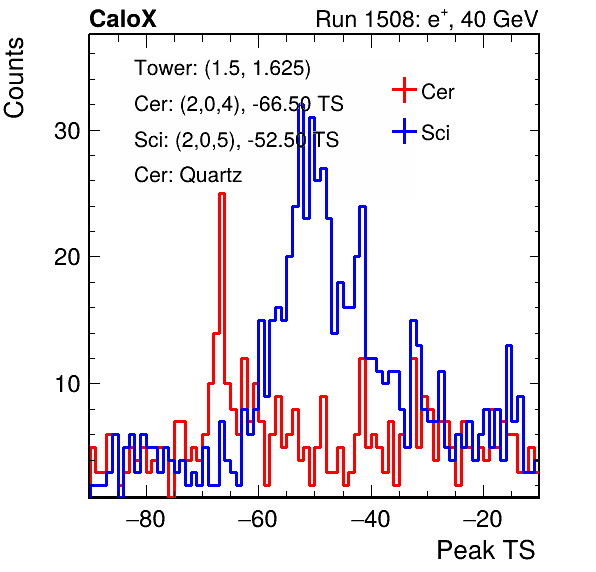 CaloX Run 1508: e⁺, 40 GeV
Counts
Tower: (1.5, 1.625)
Cer: (2,0,4), -66.50 TS
Sci: (2,0,5), -52.50 TS
Cer: Quartz
Cer
Sci
30
20
10
−80 −60 −40 −20
Peak TS